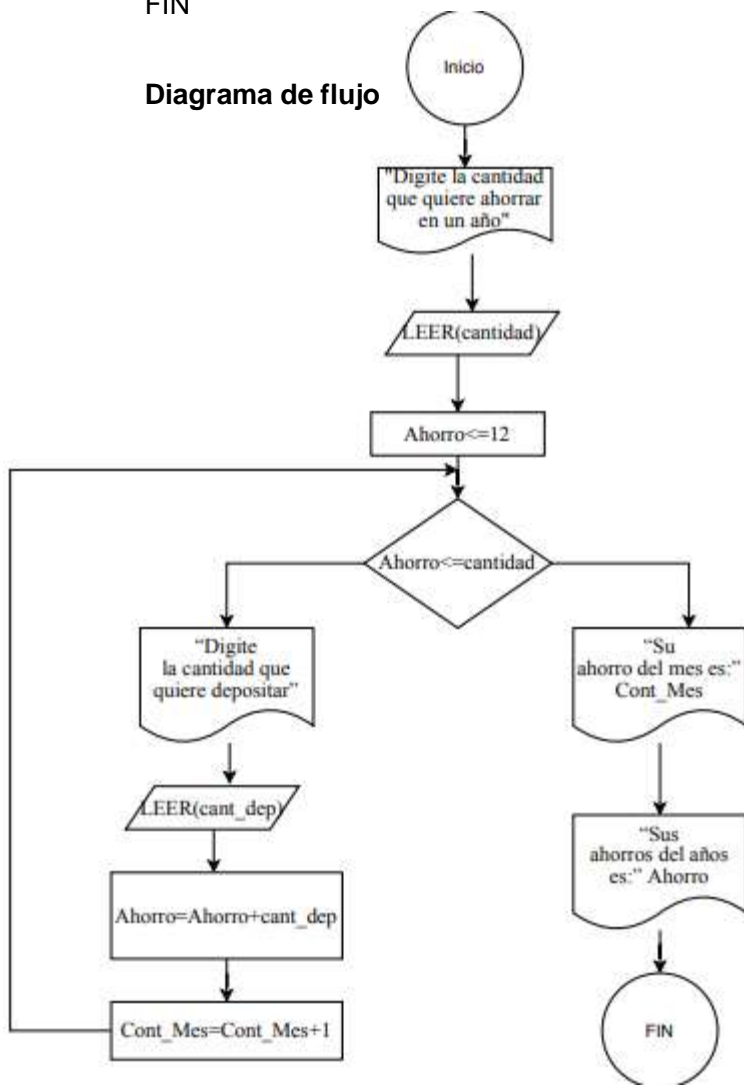 FIN
Diagrama de flujo
Inicio
"Digite la cantidad
que quiere ahorrar
en un año"
LEER(cantidad)
Ahorro<=12
Ahorro<=cantidad
“Digite
la cantidad que
quiere depositar”
LEER(cant_dep)
Ahorro=Ahorro+cant_dep
Cont_Mes=Cont_Mes+1
“Su
ahorro del mes es:”
Cont_Mes
“Sus
ahorros del años
es:” Ahorro
FIN